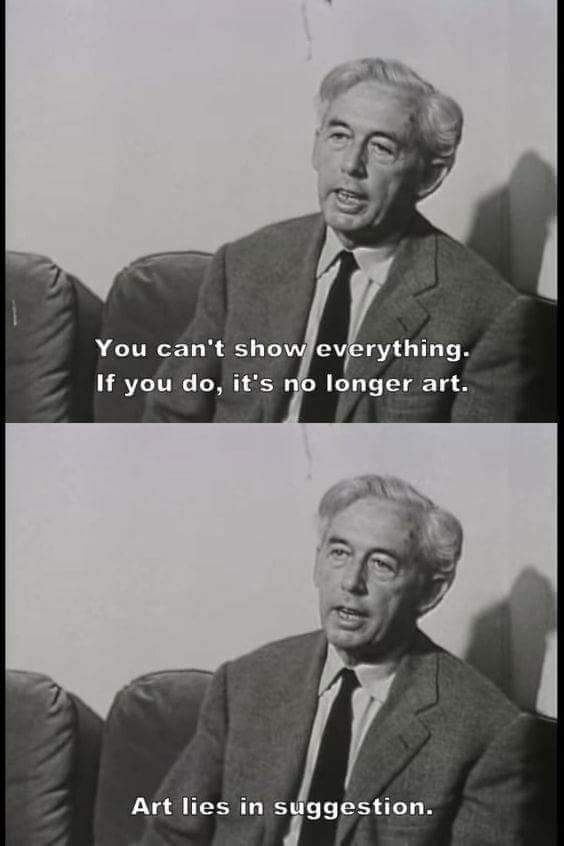 You can't show everything.
If you do, it's no longer art.
Art lies in suggestion.